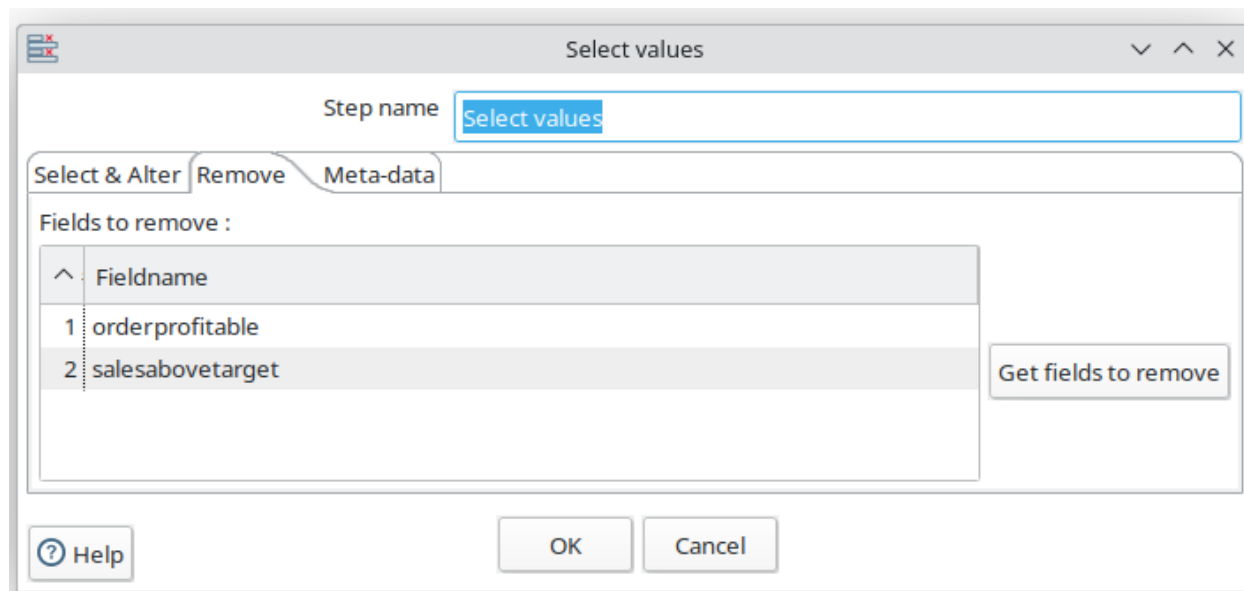 Select values
Step name Select values
Select & Alter Remove Meta-data
Fields to remove :
Fieldname
1 orderprofitable
2 salesabovetarget
Get fields to remove
Help OK Cancel